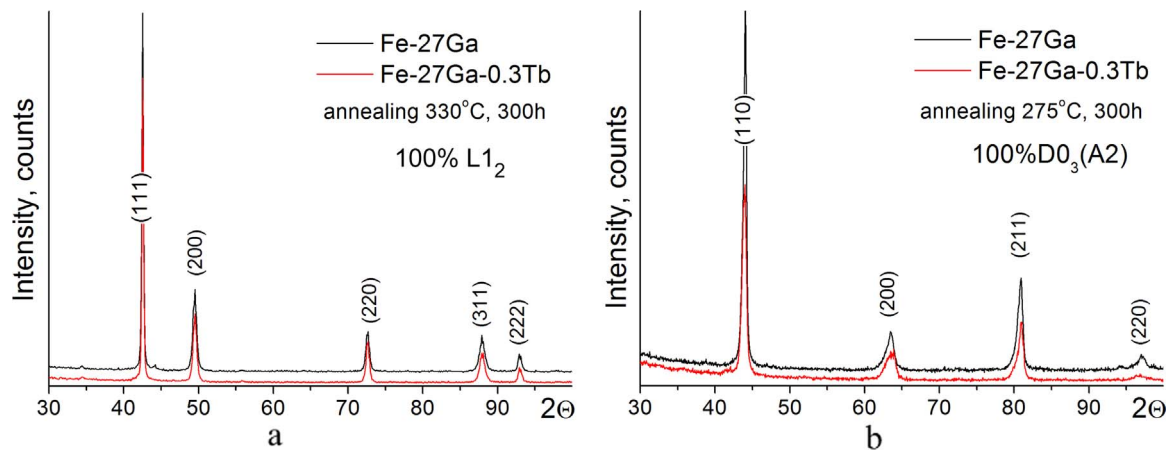 Intensity, counts
Fe-27Ga
Fe-27Ga-0.3Tb
annealing 330°C, 300h
100% L1₂
(111)
(200)
(220)
(311)
(222)
30 40 50 60 70 80 90 2Θ
a
Intensity, counts
Fe-27Ga
Fe-27Ga-0.3Tb
annealing 275°C, 300h
100%D0₃(A2)
(110)
(200)
(211)
(220)
30 40 50 60 70 80 90 2Θ
b